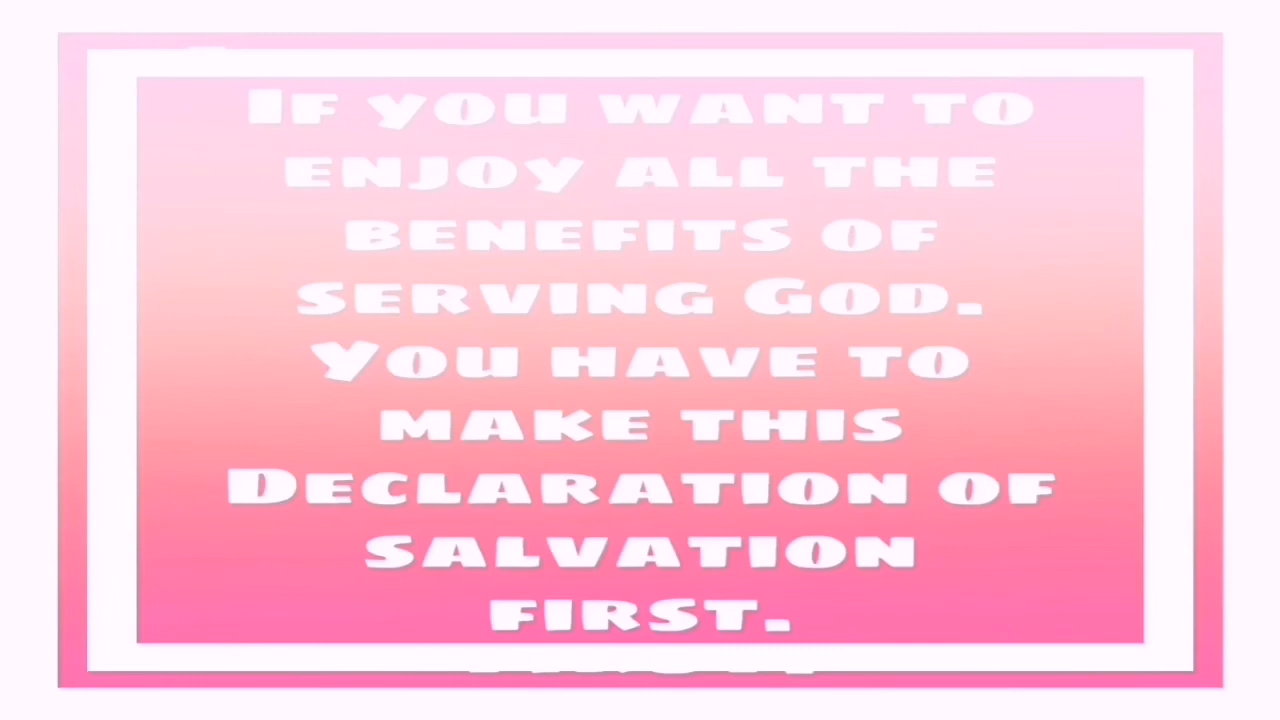 If you want to
enjoy all the
benefits of
serving God.
You have to
make this
Declaration of
salvation
first.